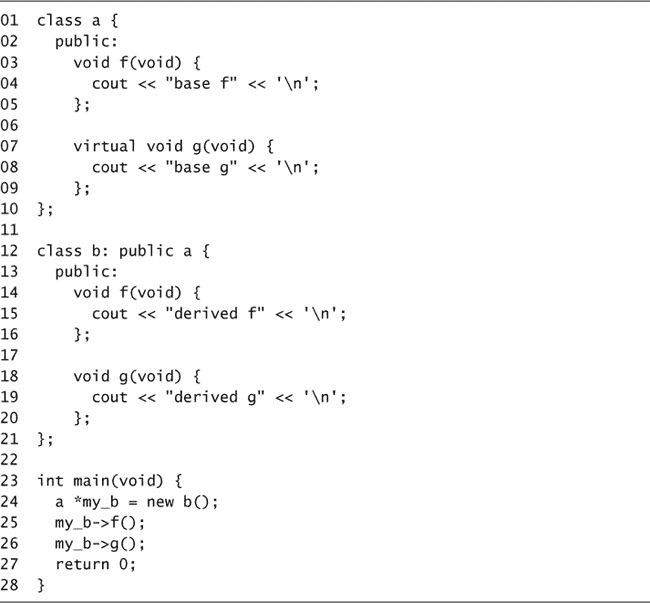 01  class a {
02    public:
03      void f(void) {
04        cout << "base f" << '\n';
05      };
06
07      virtual void g(void) {
08        cout << "base g" << '\n';
09      };
10  };
11
12  class b: public a {
13    public:
14      void f(void) {
15        cout << "derived f" << '\n';
16      };
17
18      void g(void) {
19        cout << "derived g" << '\n';
20      };
21  };
22
23  int main(void) {
24    a *my_b = new b();
25    my_b->f();
26    my_b->g();
27    return 0;
28  }